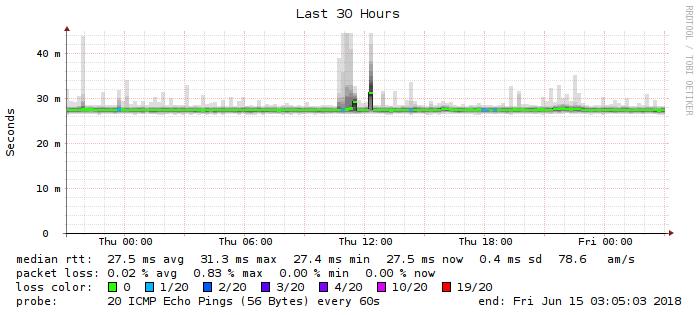 Last 30 Hours
RRDTOOL / TOBI OETIKER
Seconds
40 m
30 m
20 m
10 m
0
Thu 00:00 Thu 06:00 Thu 12:00 Thu 18:00 Fri 00:00
median rtt: 27.5 ms avg 31.3 ms max 27.4 ms min 27.5 ms now 0.4 ms sd 78.6 am/s
packet loss: 0.02 % avg 0.83 % max 0.00 % min 0.00 % now
loss color: 0 1/20 2/20 3/20 4/20 10/20 19/20
probe: 20 ICMP Echo Pings (56 Bytes) every 60s end: Fri Jun 15 03:05:03 2018